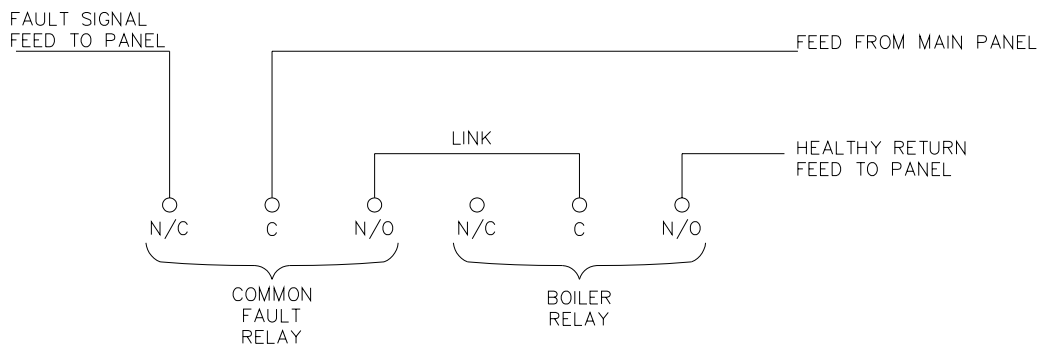 FAULT SIGNAL
FEED TO PANEL
FEED FROM MAIN PANEL
LINK
HEALTHY RETURN
FEED TO PANEL
N/C
C
N/O
N/C
C
N/O
COMMON
FAULT
RELAY
BOILER
RELAY